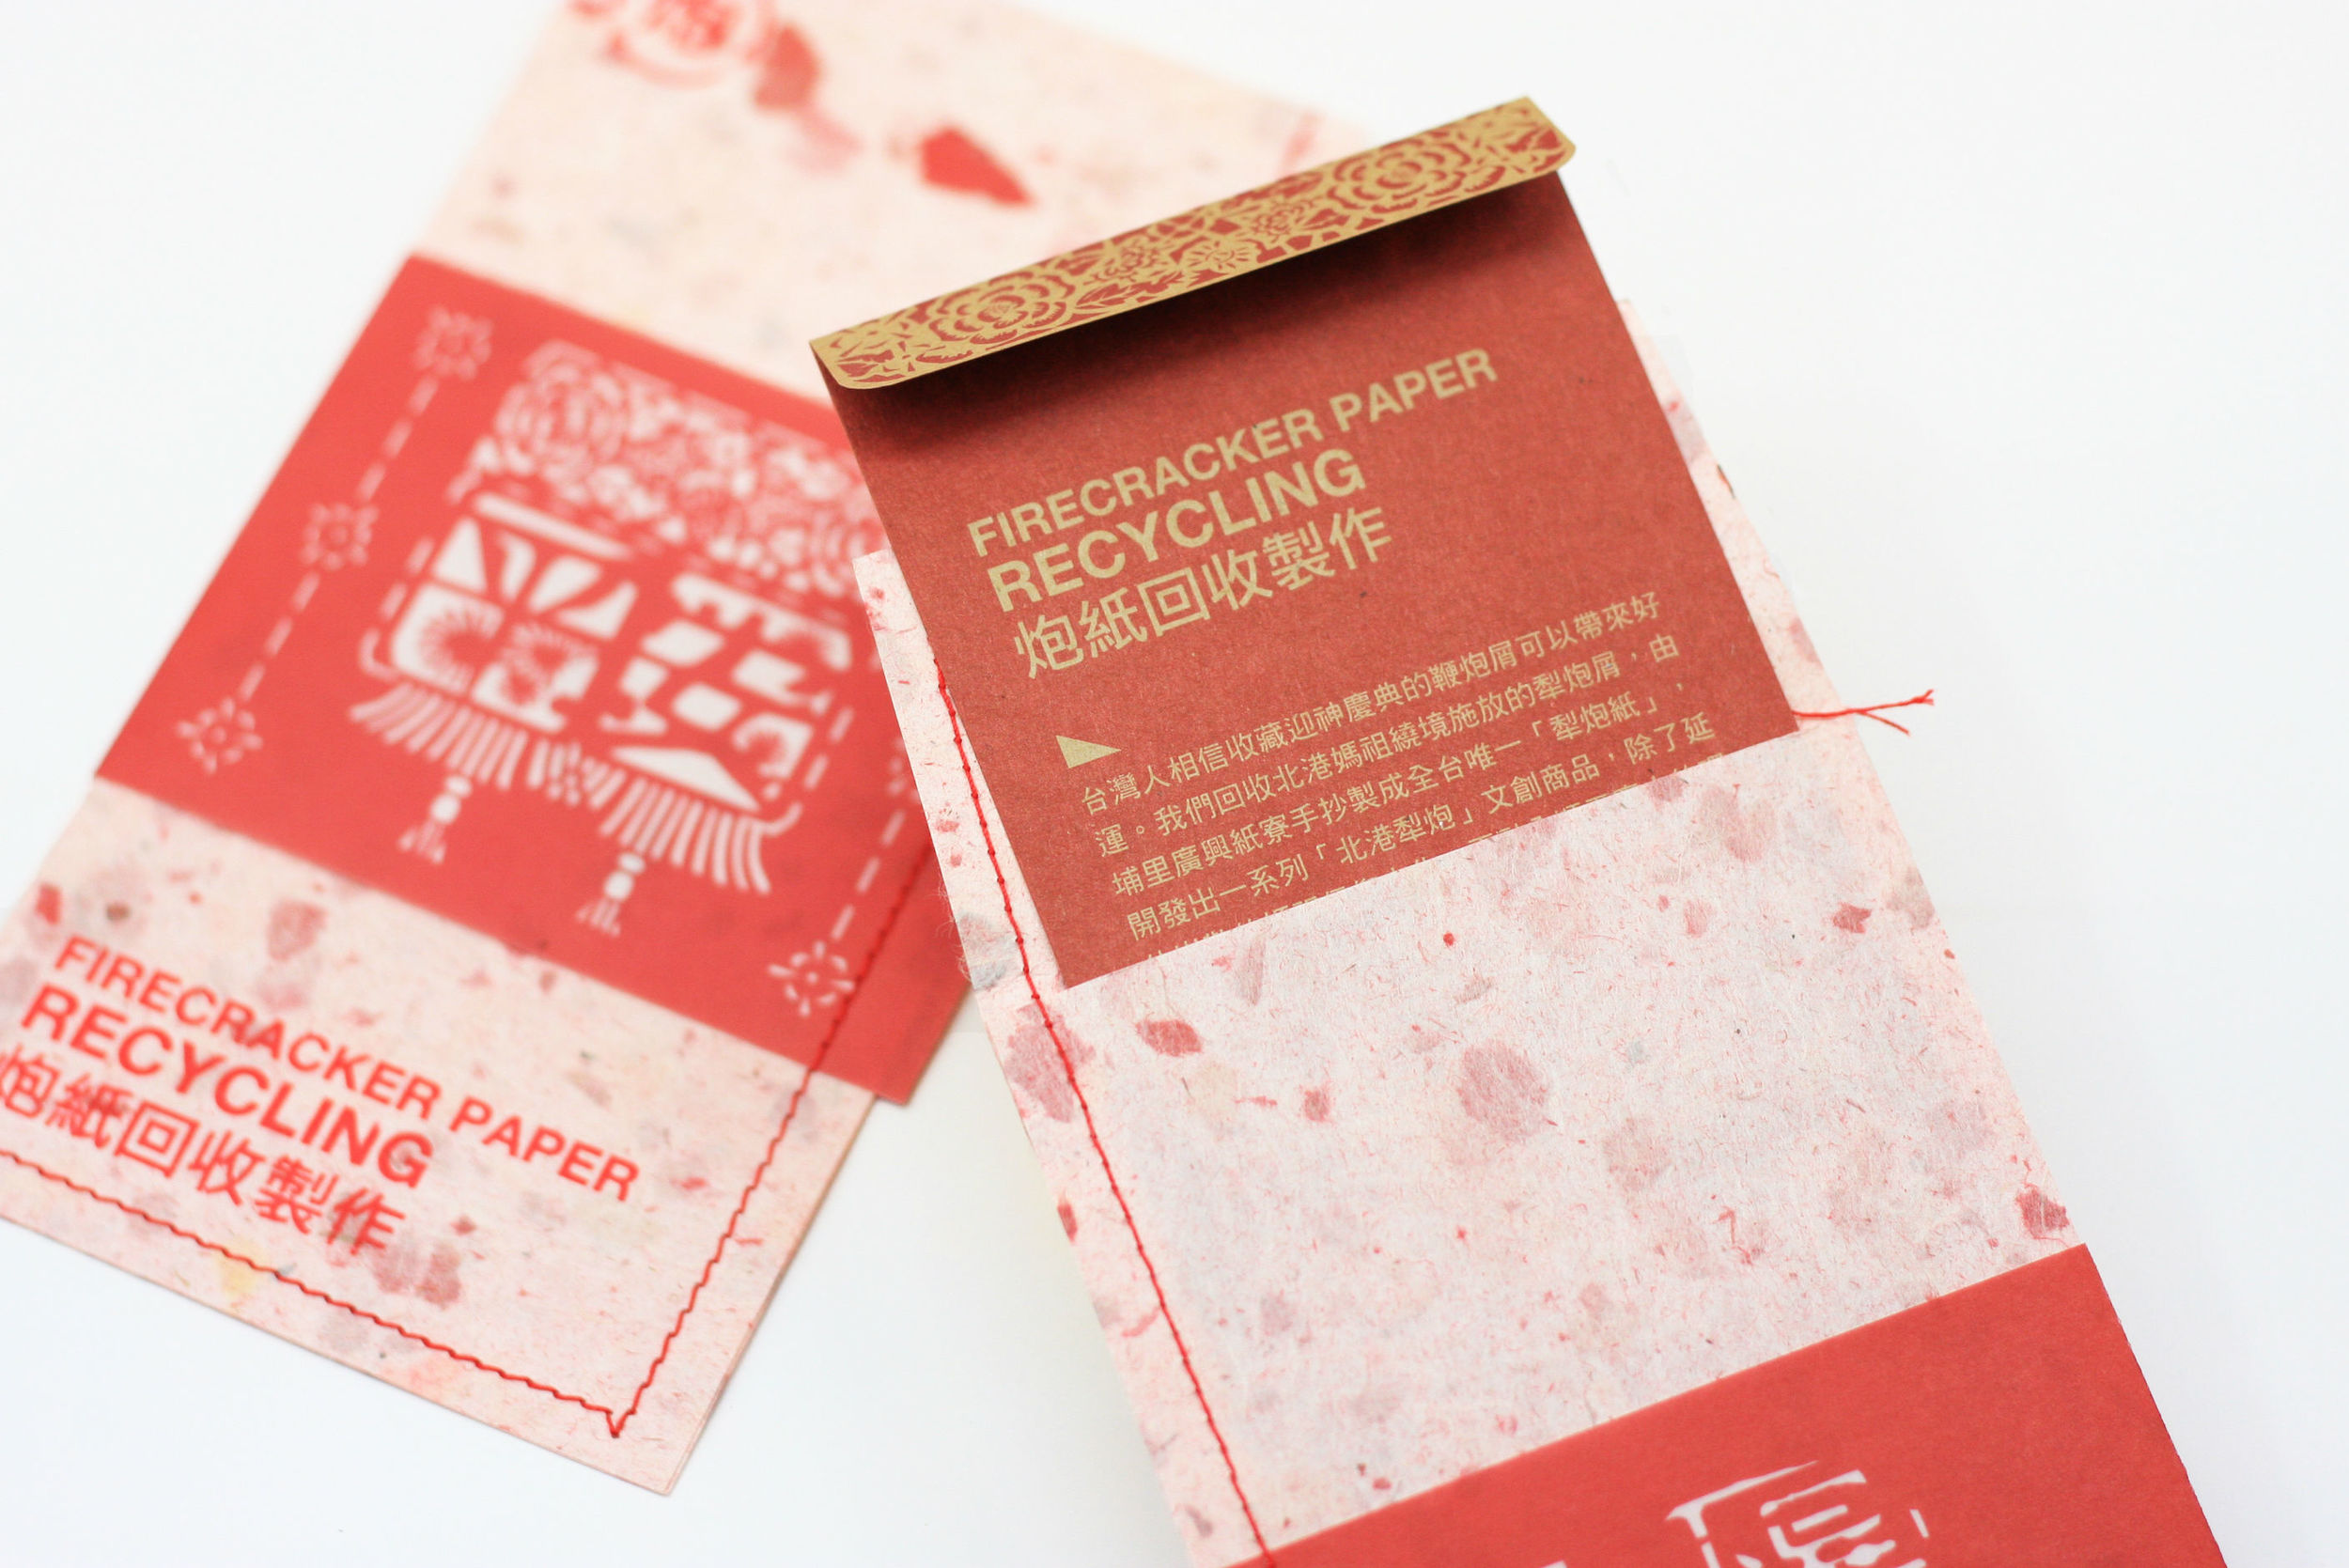 FIRECRACKER PAPER
RECYCLING
炮紙回收製作
台灣人相信收藏迎神慶典的鞭炮屑可以帶來好
運。我們回收北港媽祖繞境施放的犁炮屑，由
埔里廣興紙寮手抄製成全台唯一「犁炮紙」，
開發出一系列「北港犁炮」文創商品，除了延
平安
FIRECRACKER PAPER
RECYCLING
炮紙回收製作